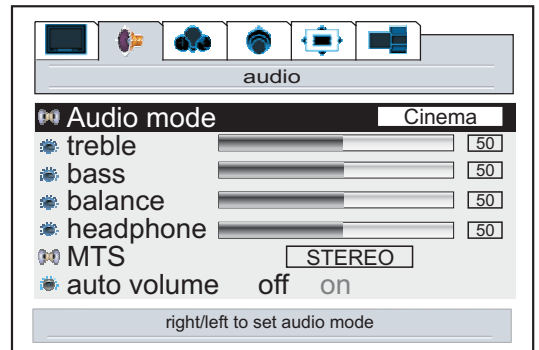 audio
Audio mode Cinema
treble 50
bass 50
balance 50
headphone 50
MTS STEREO
auto volume off on
right/left to set audio mode